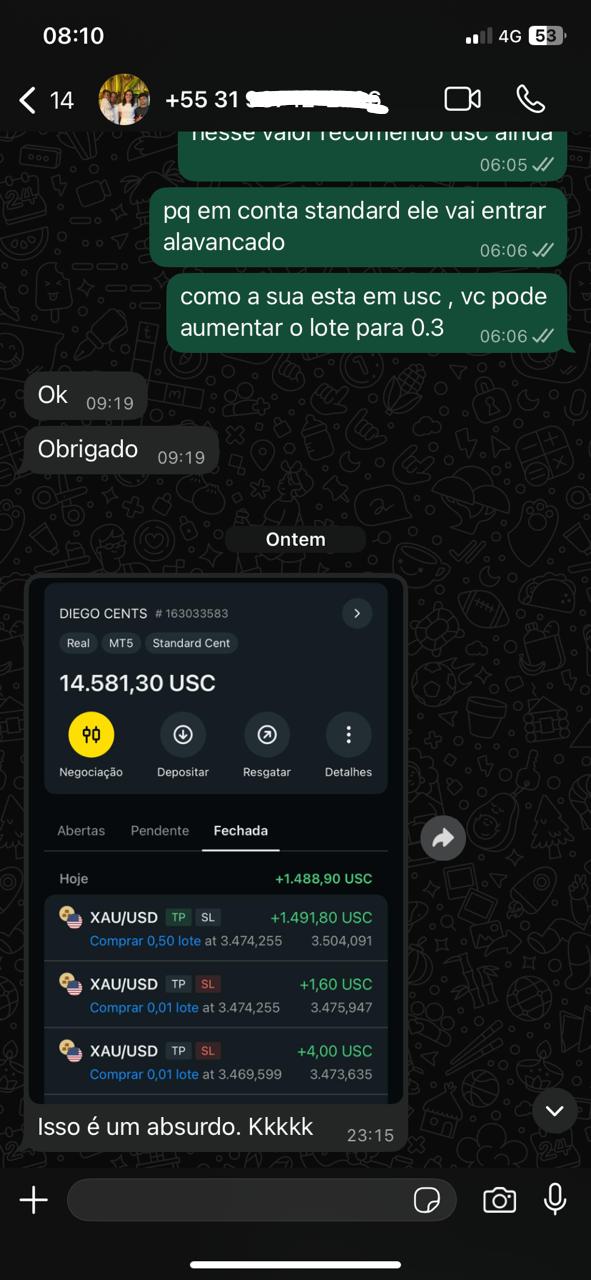 08:10
4G 53
14
+55 31
nesse valor recomendo usc ainda
06:05
pq em conta standard ele vai entrar
alavancado
06:06
como a sua esta em usc , vc pode
aumentar o lote para 0.3
06:06
Ok
09:19
Obrigado
09:19
Ontem
DIEGO CENTS # 163033583
Real MT5 Standard Cent
14.581,30 USC
Negociação Depositar Resgatar Detalhes
Abertas Pendente Fechada
Hoje +1.488,90 USC
XAU/USD TP SL +1.491,80 USC
Comprar 0,50 lote at 3.474,255 3.504,091
XAU/USD TP SL +1,60 USC
Comprar 0,01 lote at 3.474,255 3.475,947
XAU/USD TP SL +4,00 USC
Comprar 0,01 lote at 3.469,599 3.473,635
Isso é um absurdo. Kkkkk
23:15